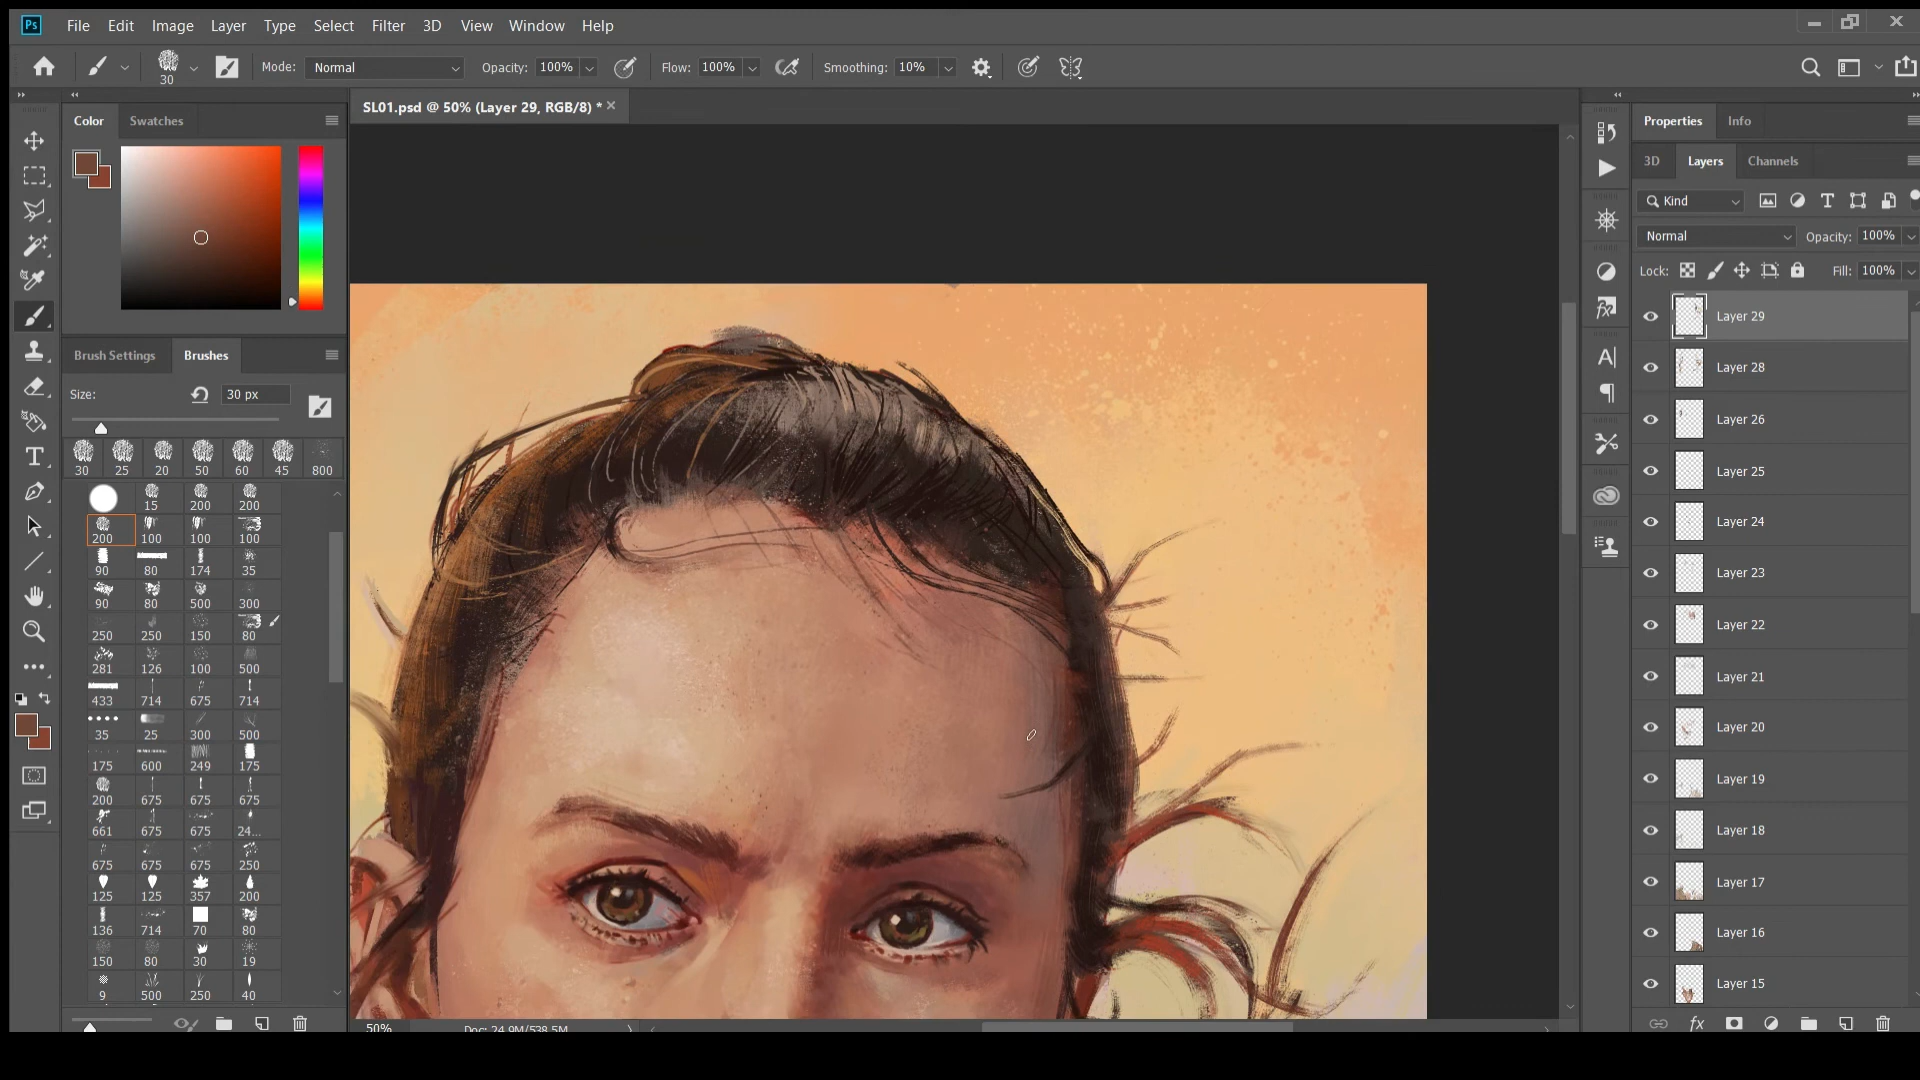 Ps File Edit Image Layer Type Select Filter 3D View Window Help
30 Mode: Normal Opacity: 100% Flow: 100% Smoothing: 10%
Color Swatches
SL01.psd @ 50% (Layer 29, RGB/8) *
Brush Settings Brushes
Size: 30 px
30 25 20 50 60 45 800
15 200 200
200 100 100 100
90 80 174 35
90 80 500 300
250 250 150 80
281 126 100 500
433 714 675 714
35 25 300 500
175 600 249 175
200 675 675 675
661 675 675 24...
675 675 675 250
125 125 357 200
136 714 70 80
150 80 30 19
9 500 250 40
50% Doc: 24.9M/538.5M
Properties Info
3D Layers Channels
Kind
Normal Opacity: 100%
Lock: Fill: 100%
Layer 29
Layer 28
Layer 26
Layer 25
Layer 24
Layer 23
Layer 22
Layer 21
Layer 20
Layer 19
Layer 18
Layer 17
Layer 16
Layer 15
fx